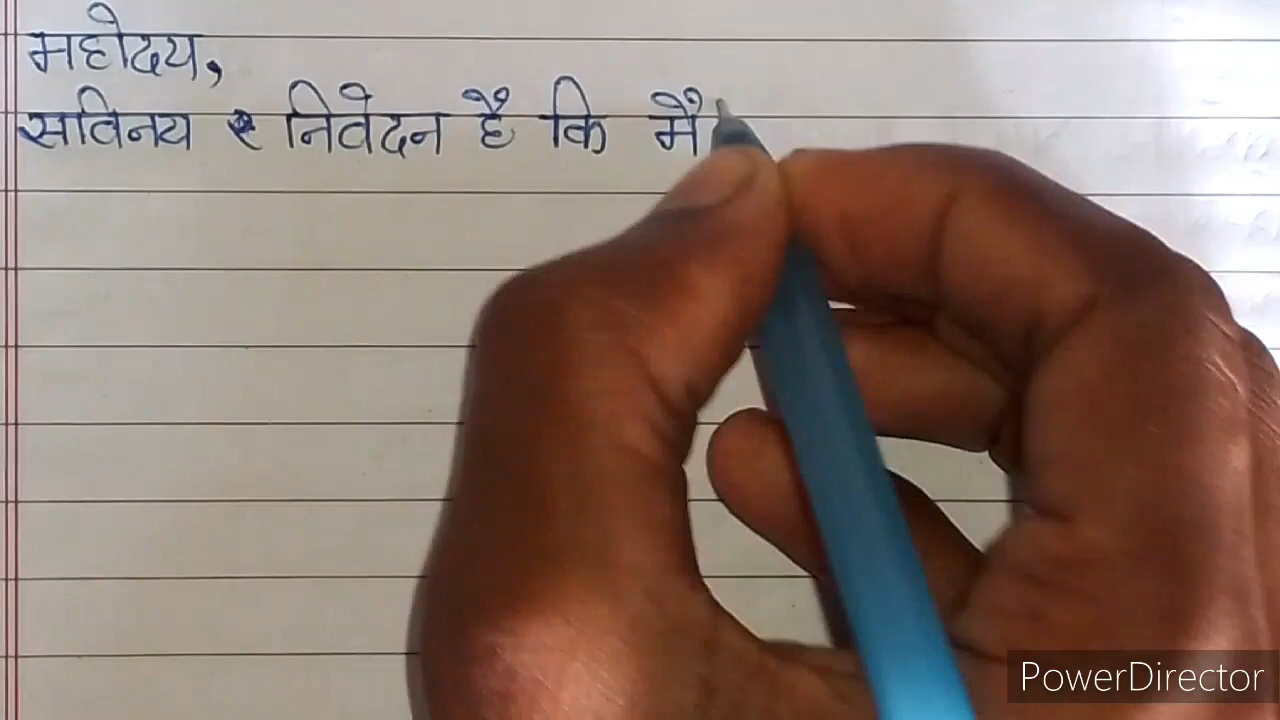 महोदय,
सविनय निवेदन है कि मैं
PowerDirector